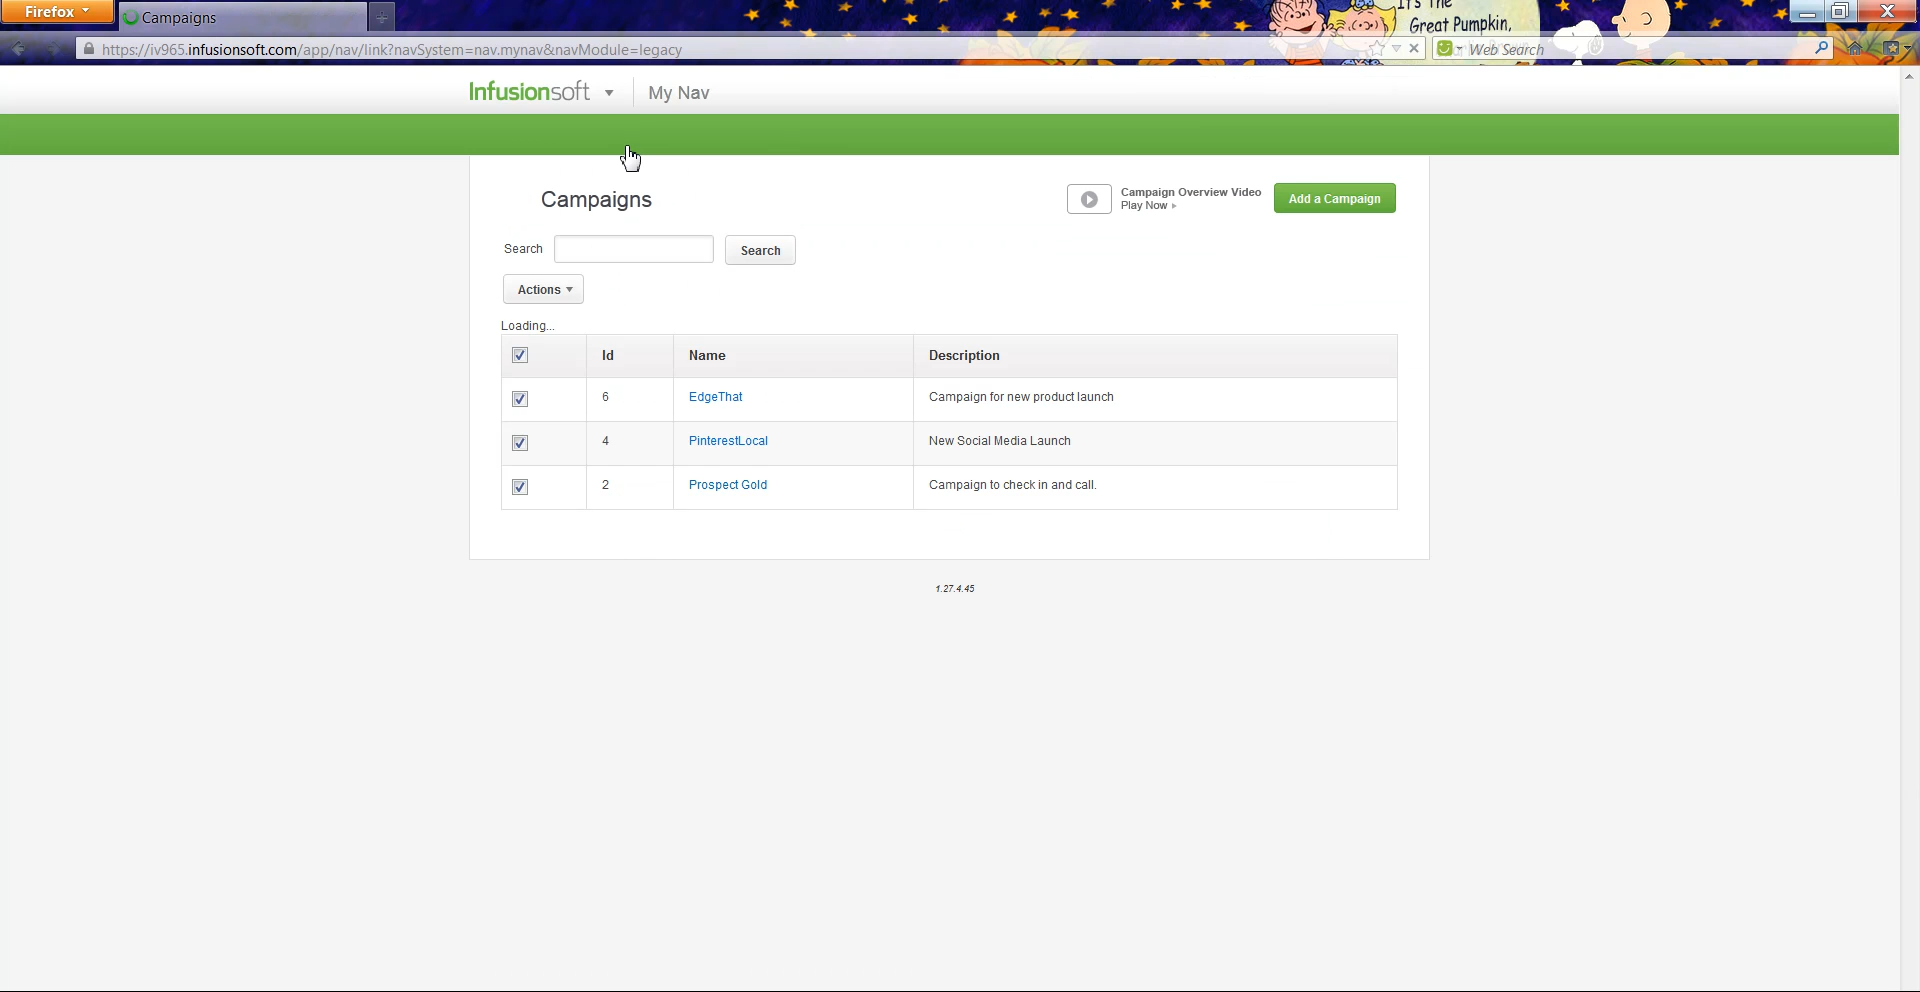 Firefox
Campaigns
It's The
Great Pumpkin,
https://iv965.infusionsoft.com/app/nav/link?navSystem=nav.mynav&navModule=legacy
Web Search
Infusionsoft
My Nav
Campaigns
Campaign Overview Video
Play Now
Add a Campaign
Search
Search
Actions
Loading...
Id Name Description
6 EdgeThat Campaign for new product launch
4 PinterestLocal New Social Media Launch
2 Prospect Gold Campaign to check in and call.
1.27.4.45